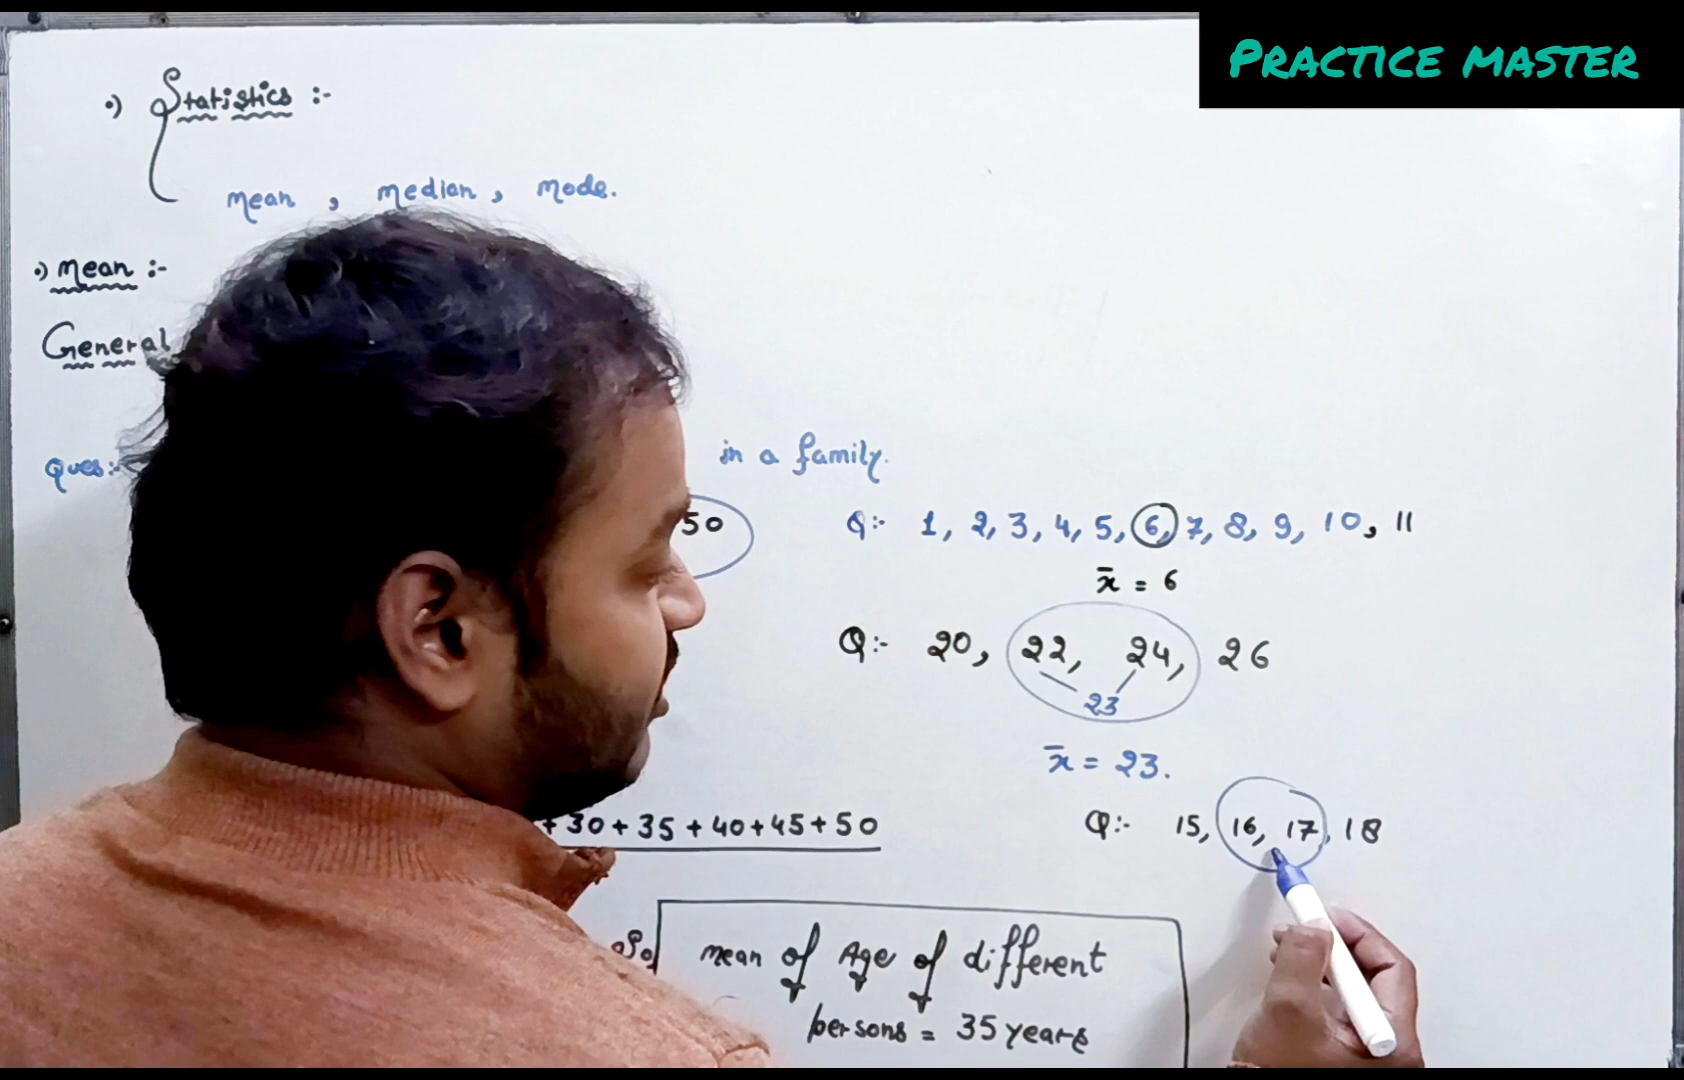 PRACTICE MASTER
•) Statistics :-
mean , median , mode.
•) Mean :-
General
Ques:-
in a family.
50
Q:- 1, 2, 3, 4, 5, 6, 7, 8, 9, 10, 11
x̄ = 6
Q:- 20, 22, 24, 26
23
x̄ = 23.
Q:- 15, 16, 17, 18
+ 30 + 35 + 40 + 45 + 50
So,
mean of Age of different
persons = 35 years